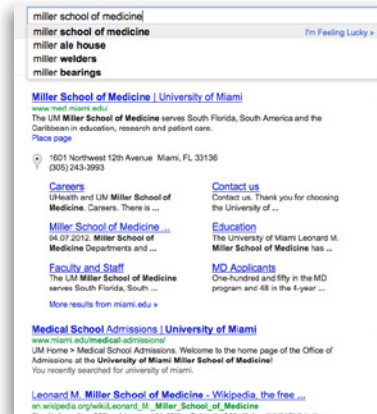 miller school of medicine
miller school of medicine I'm Feeling Lucky »
miller ale house
miller welders
miller bearings
Miller School of Medicine | University of Miami
www.med.miami.edu/
The UM Miller School of Medicine serves South Florida, South America and the
Caribbean in education, research and patient care.
Place page
1601 Northwest 12th Avenue Miami, FL 33136
(305) 243-3993
Careers
UHealth and UM Miller School of
Medicine. Careers. There is ...
Contact us
Contact us. Thank you for choosing
the University of ...
Miller School of Medicine ...
04.07.2012. Miller School of
Medicine Departments and ...
Education
The University of Miami Leonard M.
Miller School of Medicine has ...
Faculty and Staff
The UM Miller School of Medicine
serves South Florida, South ...
MD Applicants
One-hundred and fifty in the MD
program and 48 in the 4-year ...
More results from miami.edu »
Medical School Admissions | University of Miami
www.miami.edu/medical-admissions/
UM Home > Medical School Admissions. Welcome to the home page of the Office of
Admissions at the University of Miami Miller School of Medicine!
You recently searched for university of miami.
Leonard M. Miller School of Medicine - Wikipedia, the free ...
en.wikipedia.org/wiki/Leonard_M._Miller_School_of_Medicine